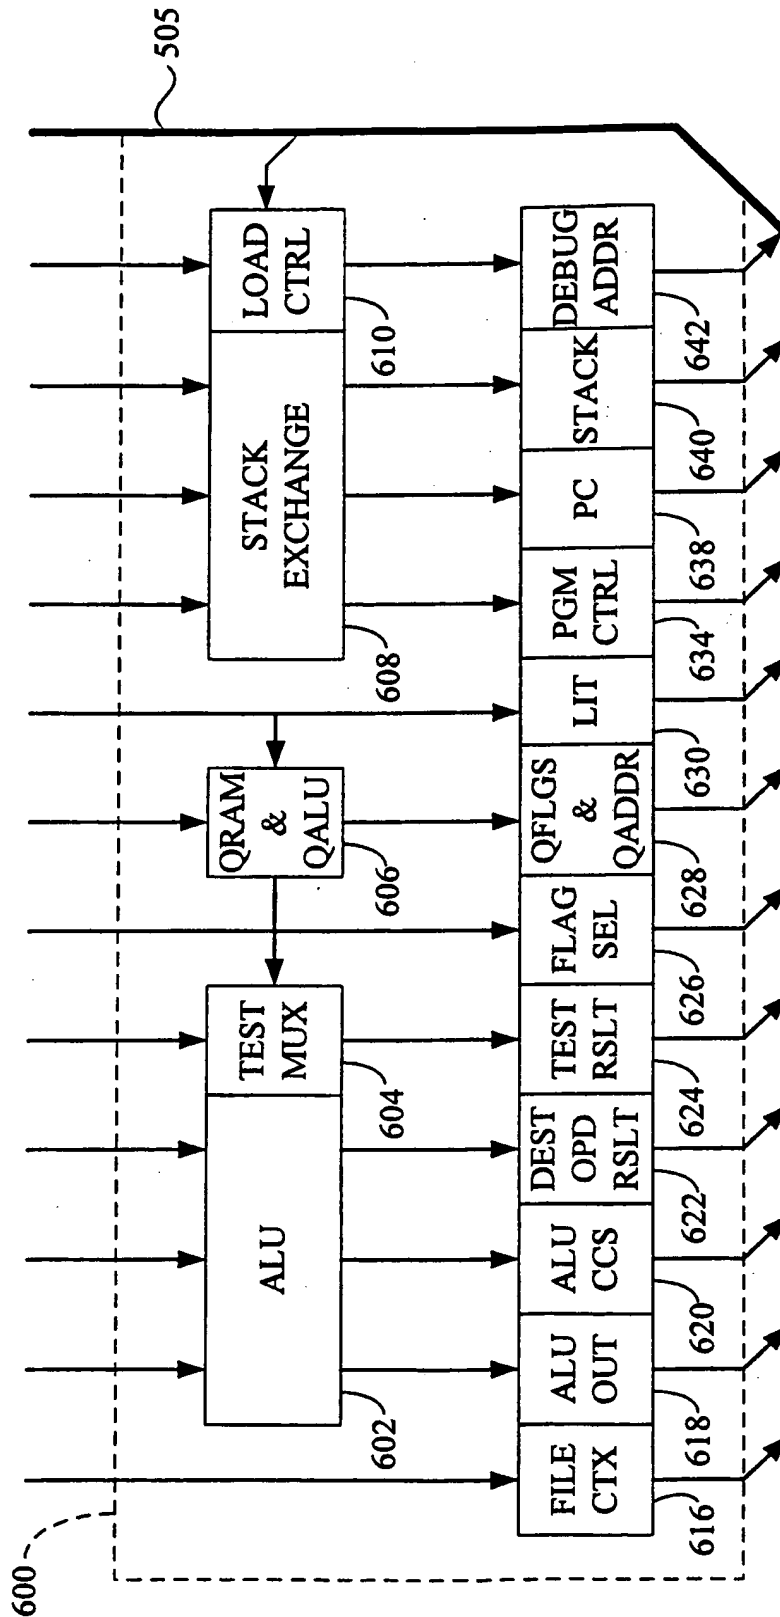 600
505
ALU
602
TEST
MUX
604
QRAM
&
QALU
606
STACK
EXCHANGE
608
LOAD
CTRL
610
FILE
CTX
616
ALU
OUT
618
ALU
CCS
620
DEST
OPD
RSLT
622
TEST
RSLT
624
FLAG
SEL
626
QFLGS
&
QADDR
628
LIT
630
PGM
CTRL
634
PC
638
STACK
640
DEBUG
ADDR
642